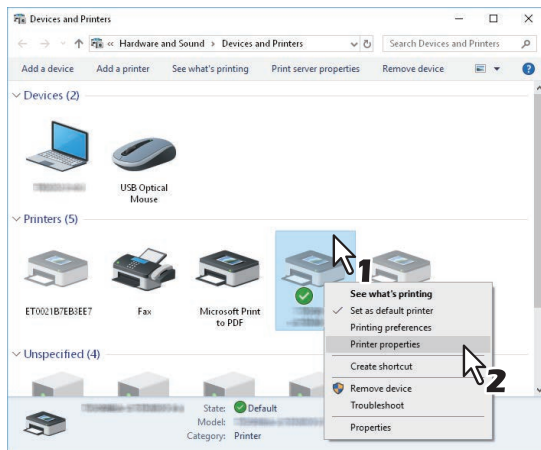 Devices and Printers
« Hardware and Sound › Devices and Printers
Search Devices and Printers
Add a device Add a printer See what's printing Print server properties Remove device
Devices (2)
USB Optical
Mouse
Printers (5)
ET0021B7EB3EE7
Fax
Microsoft Print
to PDF
1
See what's printing
Set as default printer
Printing preferences
Printer properties
2
Create shortcut
Remove device
Troubleshoot
Properties
Unspecified (4)
State: Default
Model:
Category: Printer